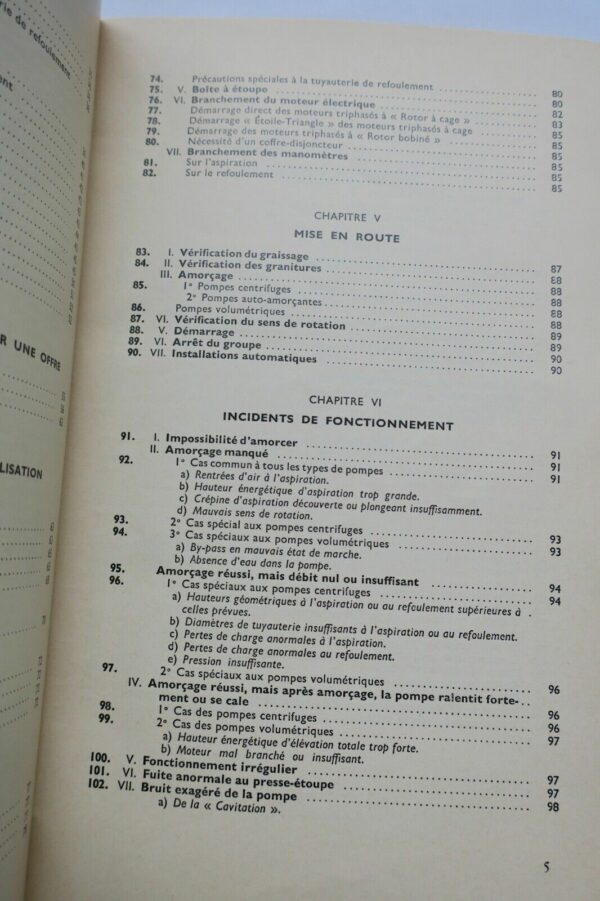 rie de refoulement
ent
R UNE OFFRE
LISATION
74. Précautions spéciales à la tuyauterie de refoulement 80
75. V. Boîte à étoupe 80
76. VI. Branchement du moteur électrique 82
77. Démarrage direct des moteurs triphasés à « Rotor à cage » 83
78. Démarrage « Étoile-Triangle » des moteurs triphasés à cage 85
79. Démarrage des moteurs triphasés à « Rotor bobiné » 85
80. Nécessité d'un coffre-disjoncteur 85
VII. Branchement des manomètres 85
81. Sur l'aspiration 85
82. Sur le refoulement 85
CHAPITRE V
MISE EN ROUTE
83. I. Vérification du graissage 87
84. II. Vérification des granitures 88
III. Amorçage 88
85. 1° Pompes centrifuges 88
2° Pompes auto-amorçantes 88
86. Pompes volumétriques 88
87. VI. Vérification du sens de rotation 89
88. V. Démarrage 89
89. VI. Arrêt du groupe 90
90. VII. Installations automatiques 90
CHAPITRE VI
INCIDENTS DE FONCTIONNEMENT
91. I. Impossibilité d'amorcer 91
II. Amorçage manqué 91
92. 1° Cas commun à tous les types de pompes 91
a) Rentrées d'air à l'aspiration.
b) Hauteur énergétique d'aspiration trop grande.
c) Crépine d'aspiration découverte ou plongeant insuffisamment.
d) Mauvais sens de rotation.
93. 2° Cas spécial aux pompes centrifuges 93
94. 3° Cas spéciaux aux pompes volumétriques 93
a) By-pass en mauvais état de marche.
b) Absence d'eau dans la pompe.
95. Amorçage réussi, mais débit nul ou insuffisant 94
96. 1° Cas spéciaux aux pompes centrifuges 94
a) Hauteurs géométriques à l'aspiration ou au refoulement supérieures à
celles prévues.
b) Diamètres de tuyauterie insuffisants à l'aspiration ou au refoulement.
c) Pertes de charge anormales à l'aspiration.
d) Pertes de charge anormales au refoulement.
e) Pression insuffisante.
97. 2° Cas spéciaux aux pompes volumétriques 96
IV. Amorçage réussi, mais après amorçage, la pompe ralentit forte-
ment ou se cale 96
98. 1° Cas des pompes centrifuges 96
99. 2° Cas des pompes volumétriques 97
a) Hauteur énergétique d'élévation totale trop forte.
b) Moteur mal branché ou insuffisant.
100. V. Fonctionnement irrégulier 97
101. VI. Fuite anormale au presse-étoupe 97
102. VII. Bruit exagéré de la pompe 98
a) De la « Cavitation ».
5